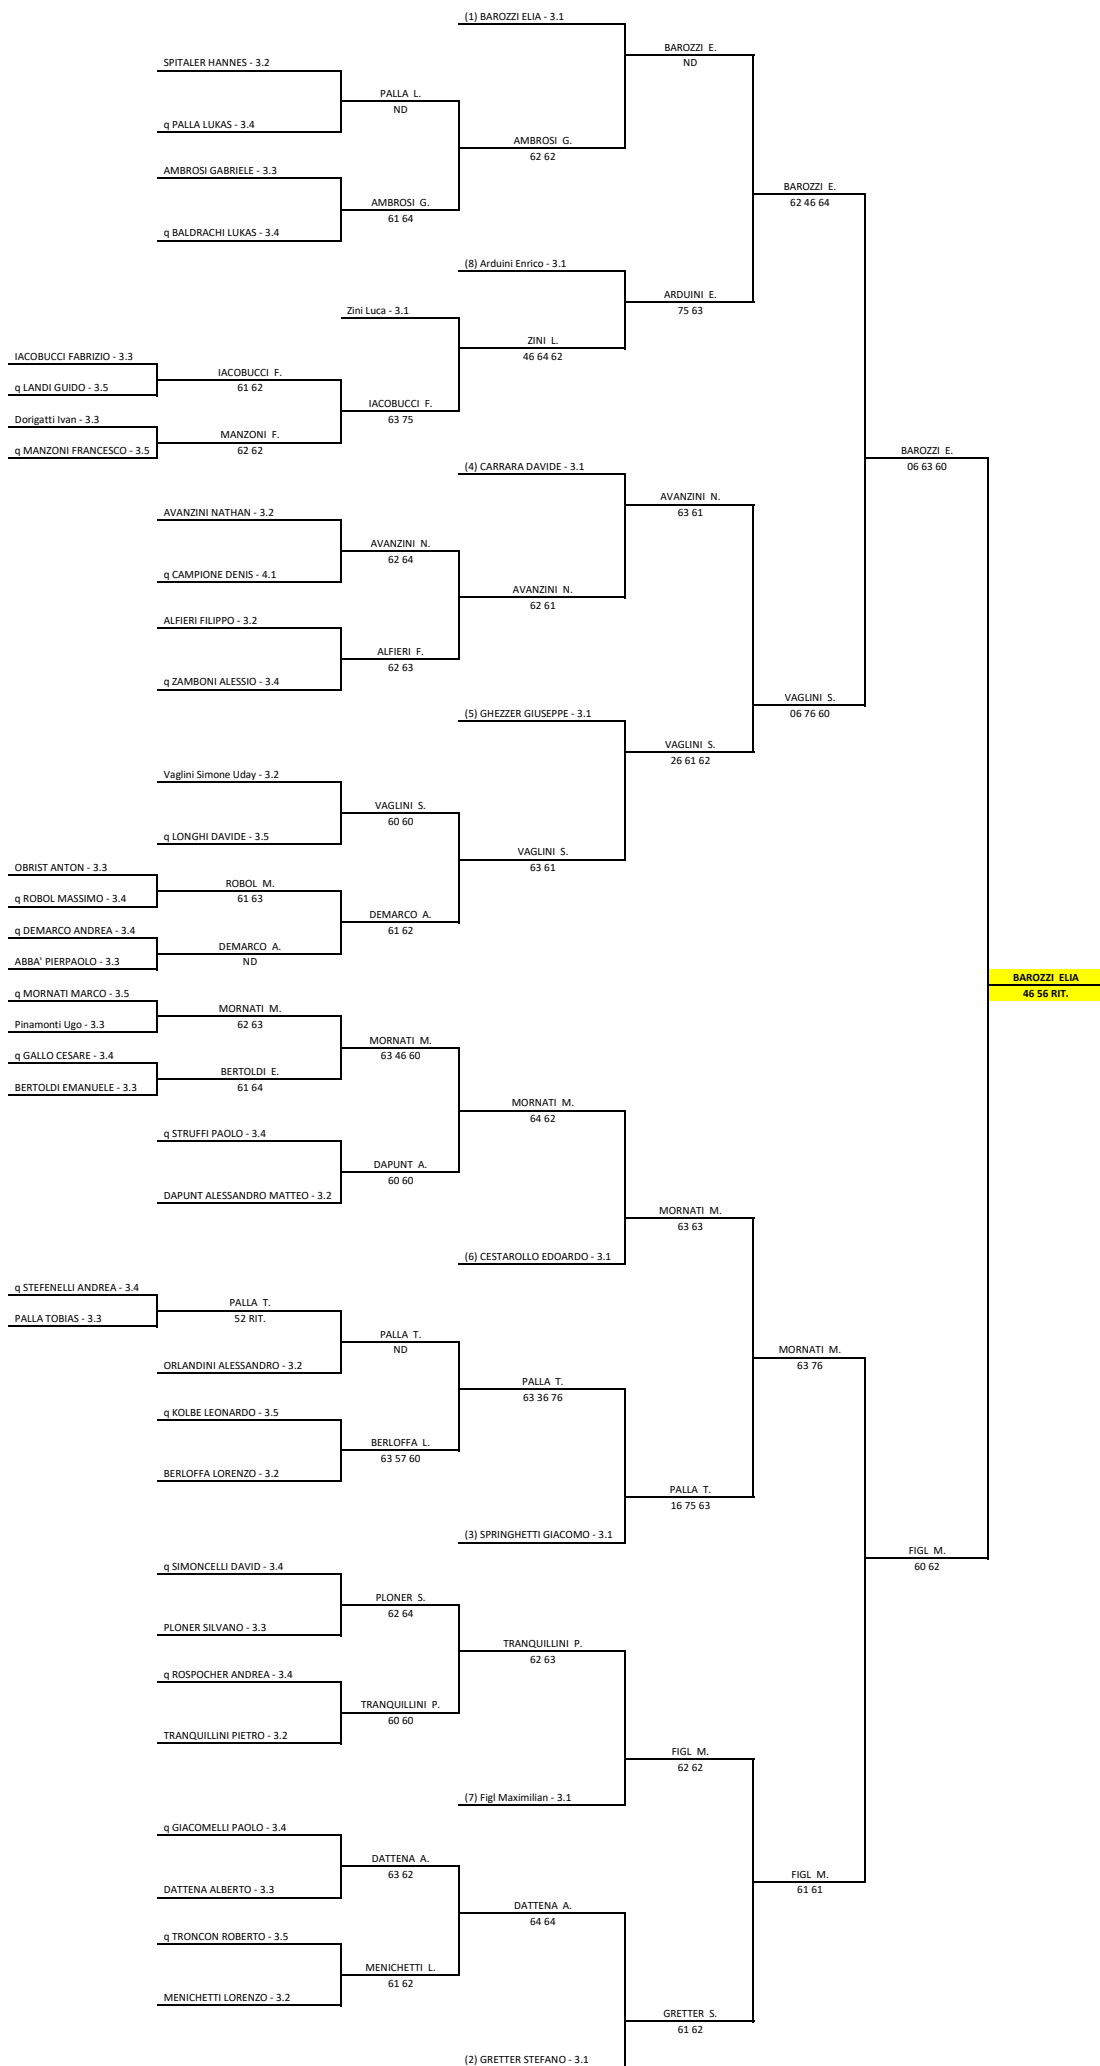 (1) BAROZZI ELIA - 3.1
BAROZZI E.
ND
SPITALER HANNES - 3.2
PALLA L.
ND
q PALLA LUKAS - 3.4
AMBROSI G.
62 62
AMBROSI GABRIELE - 3.3
BAROZZI E.
62 46 64
AMBROSI G.
61 64
q BALDRACHI LUKAS - 3.4
(8) Arduini Enrico - 3.1
ARDUINI E.
75 63
Zini Luca - 3.1
ZINI L.
46 64 62
IACOBUCCI FABRIZIO - 3.3
IACOBUCCI F.
61 62
q LANDI GUIDO - 3.5
IACOBUCCI F.
63 75
Dorigatti Ivan - 3.3
MANZONI F.
62 62
q MANZONI FRANCESCO - 3.5
BAROZZI E.
06 63 60
(4) CARRARA DAVIDE - 3.1
AVANZINI N.
63 61
AVANZINI NATHAN - 3.2
AVANZINI N.
62 64
q CAMPIONE DENIS - 4.1
AVANZINI N.
62 61
ALFIERI FILIPPO - 3.2
ALFIERI F.
62 63
q ZAMBONI ALESSIO - 3.4
VAGLINI S.
06 76 60
(5) GHEZZER GIUSEPPE - 3.1
VAGLINI S.
26 61 62
Vaglini Simone Uday - 3.2
VAGLINI S.
60 60
q LONGHI DAVIDE - 3.5
VAGLINI S.
63 61
OBRIST ANTON - 3.3
ROBOL M.
61 63
q ROBOL MASSIMO - 3.4
DEMARCO A.
61 62
q DEMARCO ANDREA - 3.4
DEMARCO A.
ND
ABBA' PIERPAOLO - 3.3
BAROZZI ELIA
46 56 RIT.
q MORNATI MARCO - 3.5
MORNATI M.
62 63
Pinamonti Ugo - 3.3
MORNATI M.
63 46 60
q GALLO CESARE - 3.4
BERTOLDI E.
61 64
BERTOLDI EMANUELE - 3.3
MORNATI M.
64 62
q STRUFFI PAOLO - 3.4
DAPUNT A.
60 60
DAPUNT ALESSANDRO MATTEO - 3.2
MORNATI M.
63 63
(6) CESTAROLLO EDOARDO - 3.1
q STEFENELLI ANDREA - 3.4
PALLA T.
52 RIT.
PALLA TOBIAS - 3.3
PALLA T.
ND
ORLANDINI ALESSANDRO - 3.2
MORNATI M.
63 76
PALLA T.
63 36 76
q KOLBE LEONARDO - 3.5
BERLOFFA L.
63 57 60
BERLOFFA LORENZO - 3.2
PALLA T.
16 75 63
(3) SPRINGHETTI GIACOMO - 3.1
FIGL M.
60 62
q SIMONCELLI DAVID - 3.4
PLONER S.
62 64
PLONER SILVANO - 3.3
TRANQUILLINI P.
62 63
q ROSPOCHER ANDREA - 3.4
TRANQUILLINI P.
60 60
TRANQUILLINI PIETRO - 3.2
FIGL M.
62 62
(7) Figl Maximilian - 3.1
q GIACOMELLI PAOLO - 3.4
DATTENA A.
63 62
DATTENA ALBERTO - 3.3
FIGL M.
61 61
DATTENA A.
64 64
q TRONCON ROBERTO - 3.5
MENICHETTI L.
61 62
MENICHETTI LORENZO - 3.2
GRETTER S.
61 62
(2) GRETTER STEFANO - 3.1